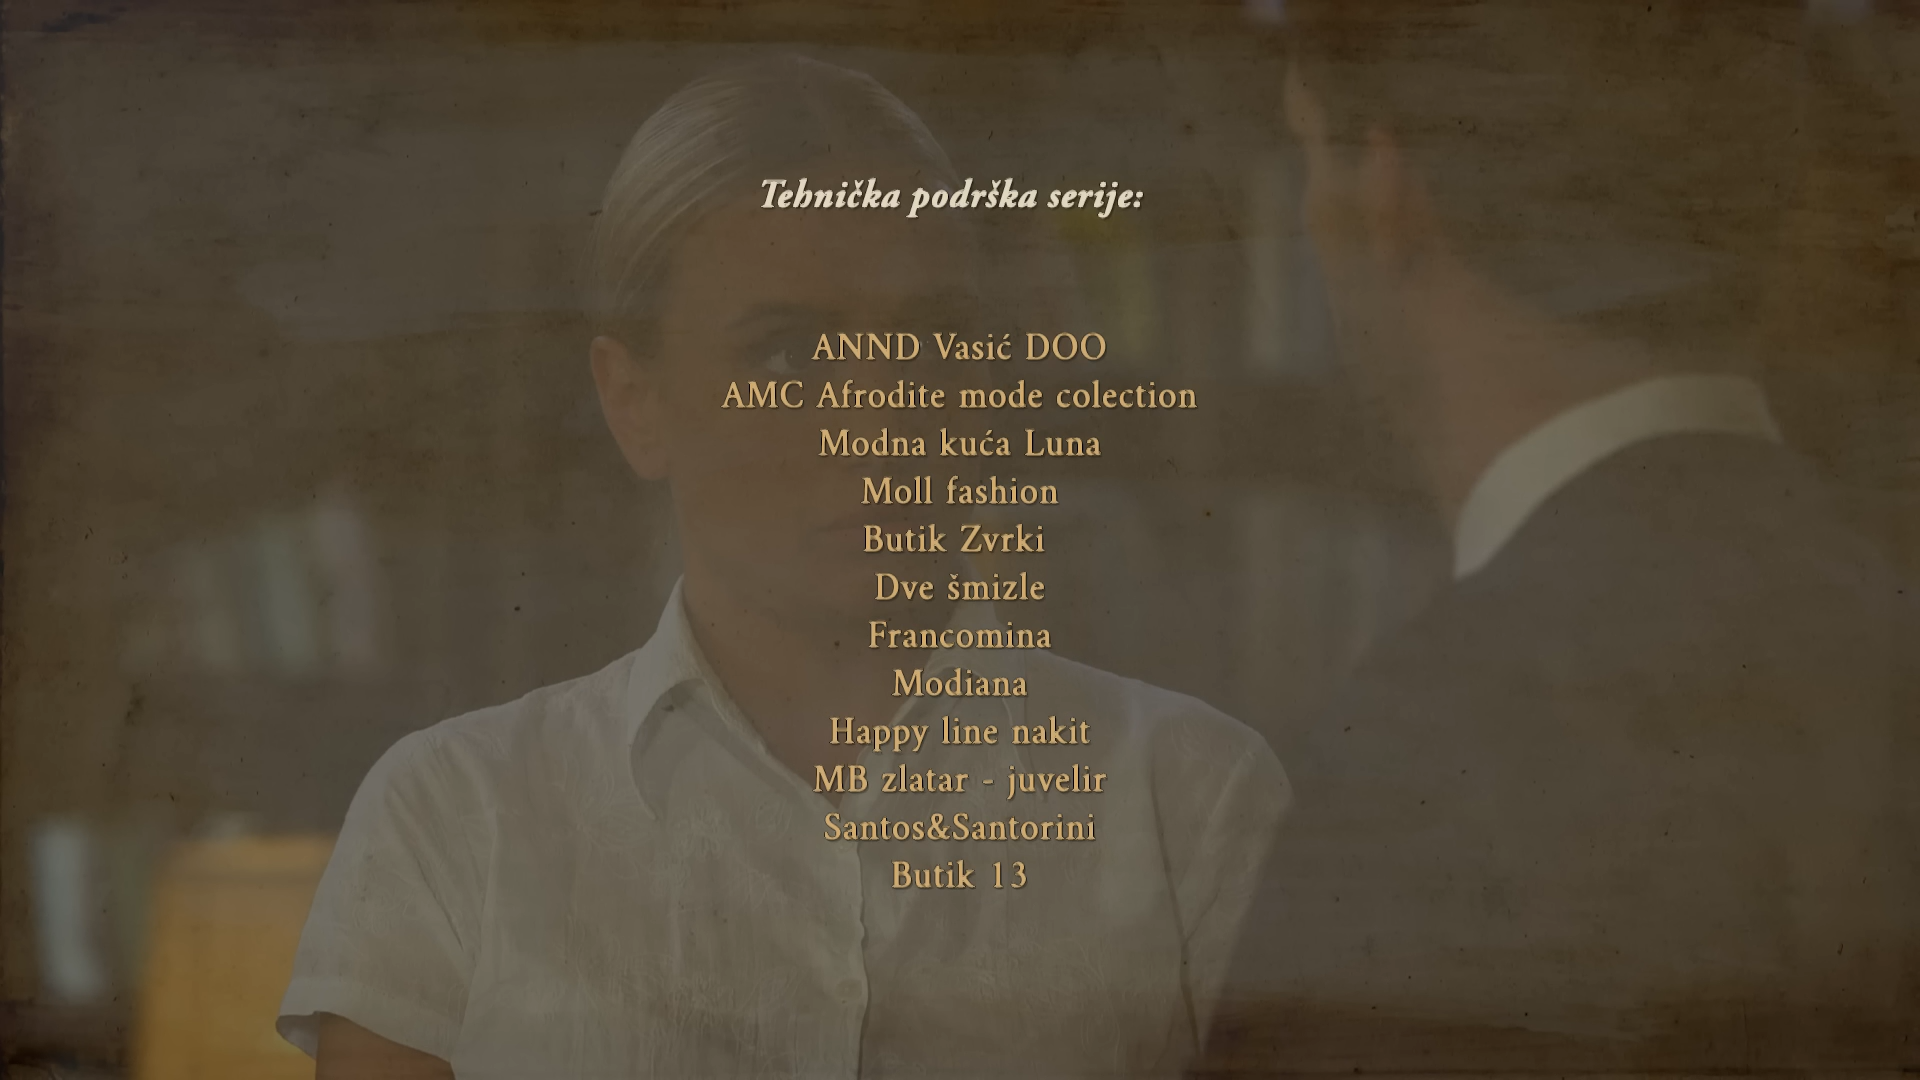 Tehnička podrška serije:
ANND Vasić DOO
AMC Afrodite mode colection
Modna kuća Luna
Moll fashion
Butik Zvrki
Dve šmizle
Francomina
Modiana
Happy line nakit
MB zlatar - juvelir
Santos&Santorini
Butik 13